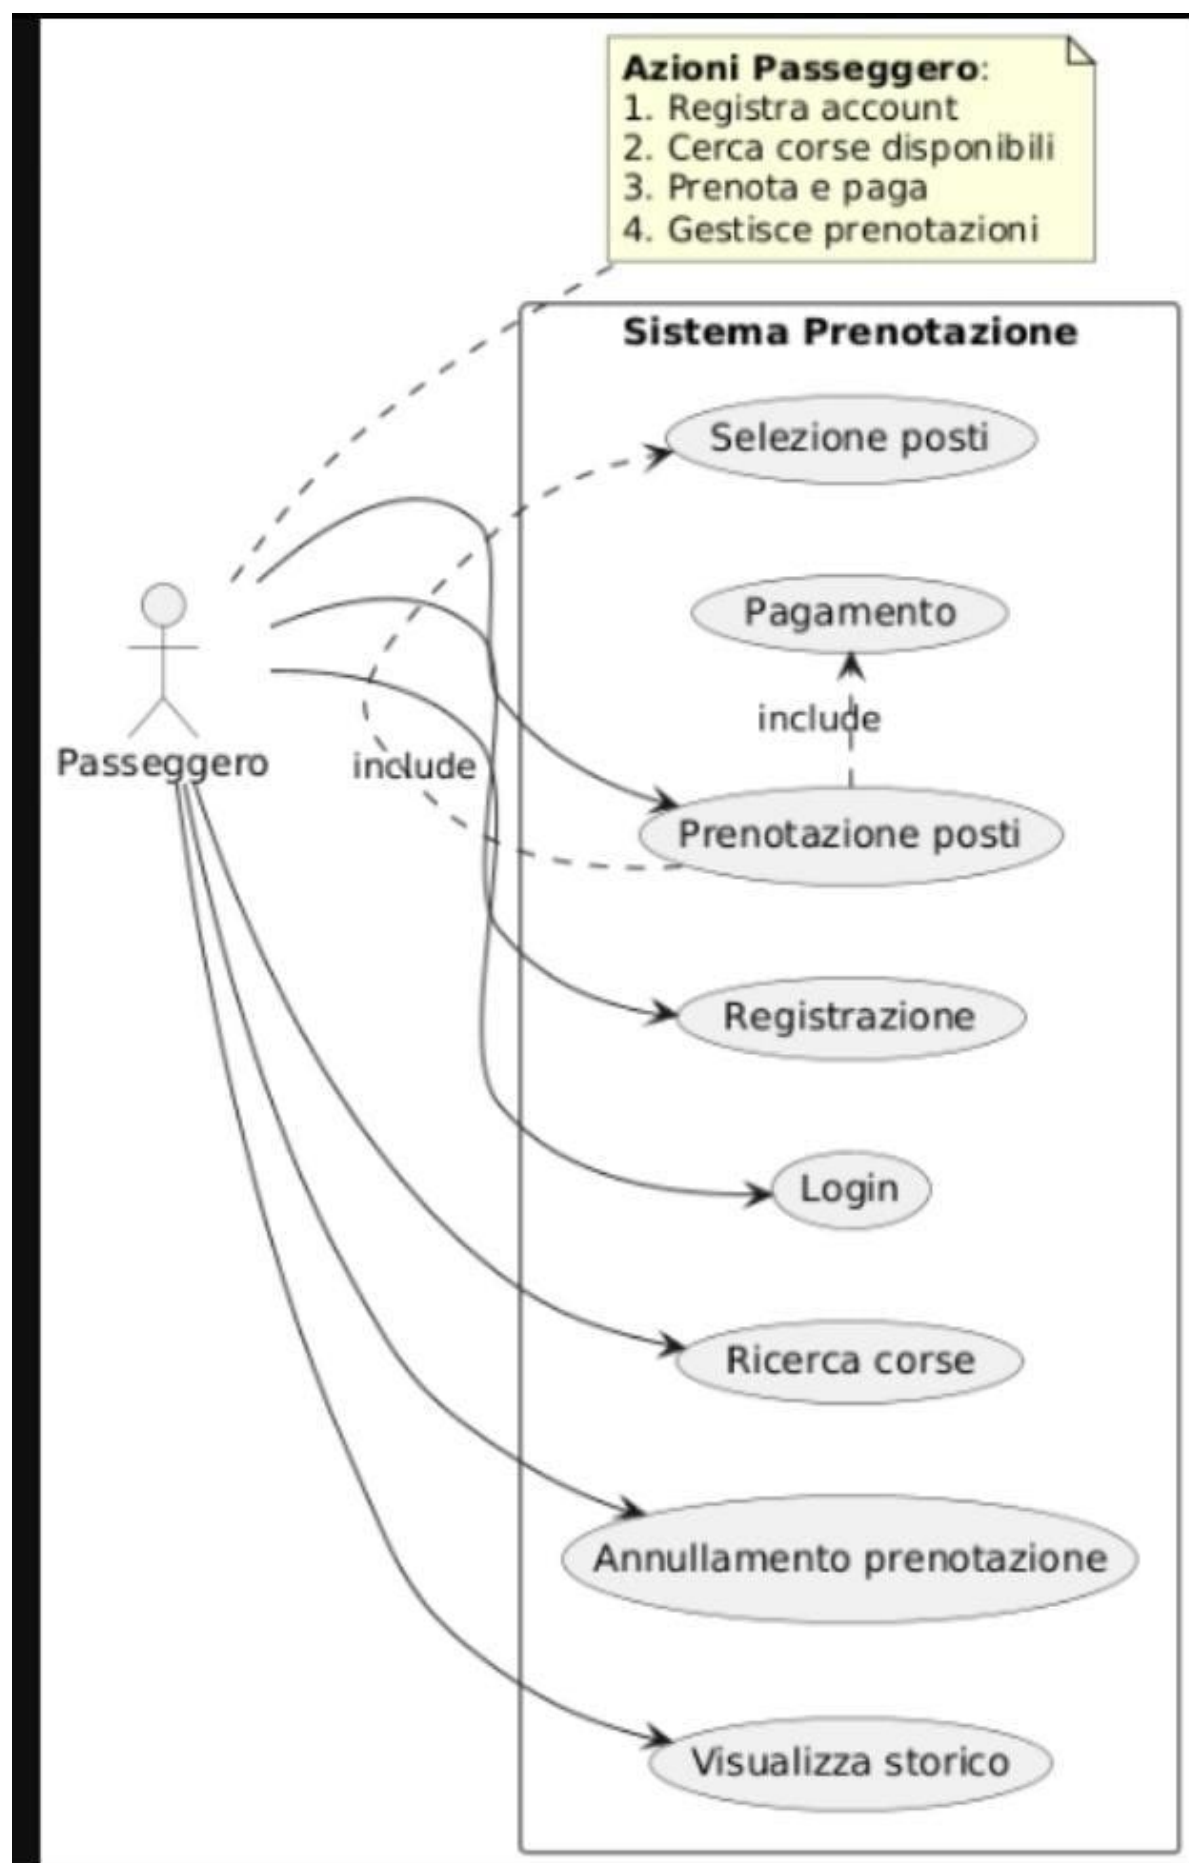 Azioni Passeggero:
1. Registra account
2. Cerca corse disponibili
3. Prenota e paga
4. Gestisce prenotazioni
Sistema Prenotazione
Selezione posti
Pagamento
include
Passeggero
include
Prenotazione posti
Registrazione
Login
Ricerca corse
Annullamento prenotazione
Visualizza storico